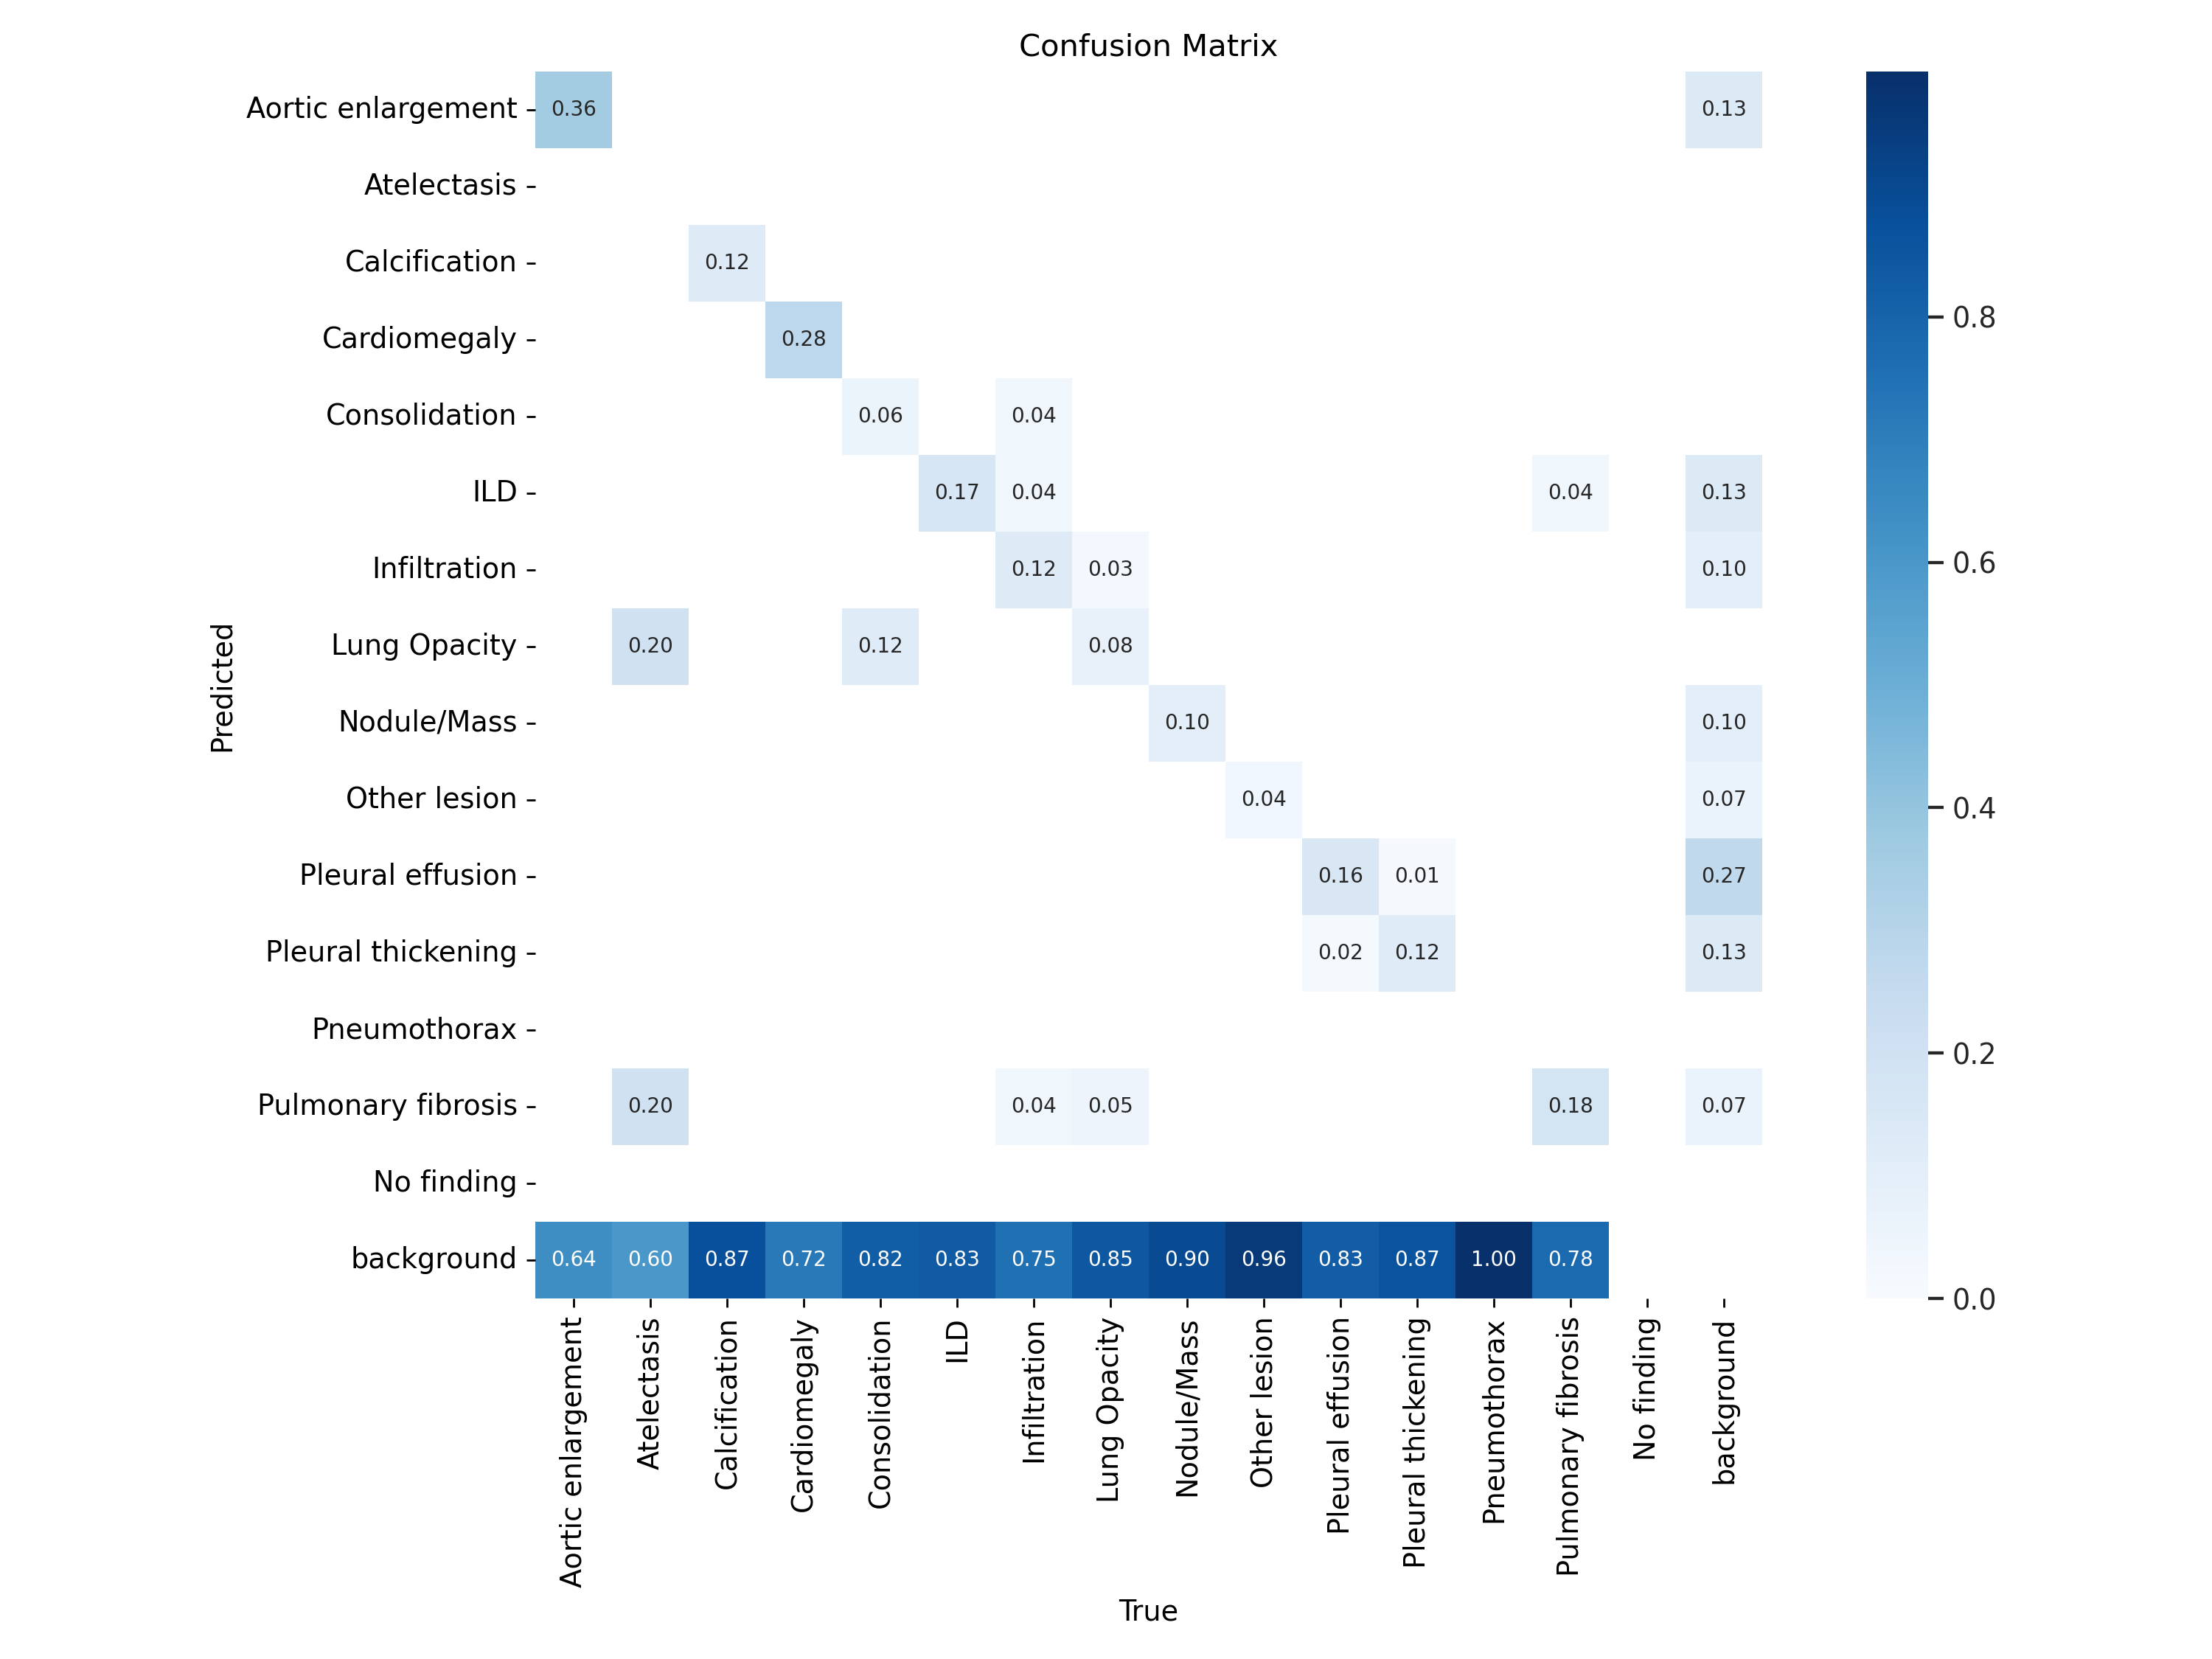 Confusion Matrix
Aortic enlargement 0.36 0.13
Atelectasis
Calcification 0.12
Cardiomegaly 0.28
Consolidation 0.06 0.04
ILD 0.17 0.04 0.04 0.13
Infiltration 0.12 0.03 0.10
Lung Opacity 0.20 0.12 0.08
Nodule/Mass 0.10 0.10
Other lesion 0.04 0.07
Pleural effusion 0.16 0.01 0.27
Pleural thickening 0.02 0.12 0.13
Pneumothorax
Pulmonary fibrosis 0.20 0.04 0.05 0.18 0.07
No finding
background 0.64 0.60 0.87 0.72 0.82 0.83 0.75 0.85 0.90 0.96 0.83 0.87 1.00 0.78
Predicted
Aortic enlargement
Atelectasis
Calcification
Cardiomegaly
Consolidation
ILD
Infiltration
Lung Opacity
Nodule/Mass
Other lesion
Pleural effusion
Pleural thickening
Pneumothorax
Pulmonary fibrosis
No finding
background
True
0.8
0.6
0.4
0.2
0.0